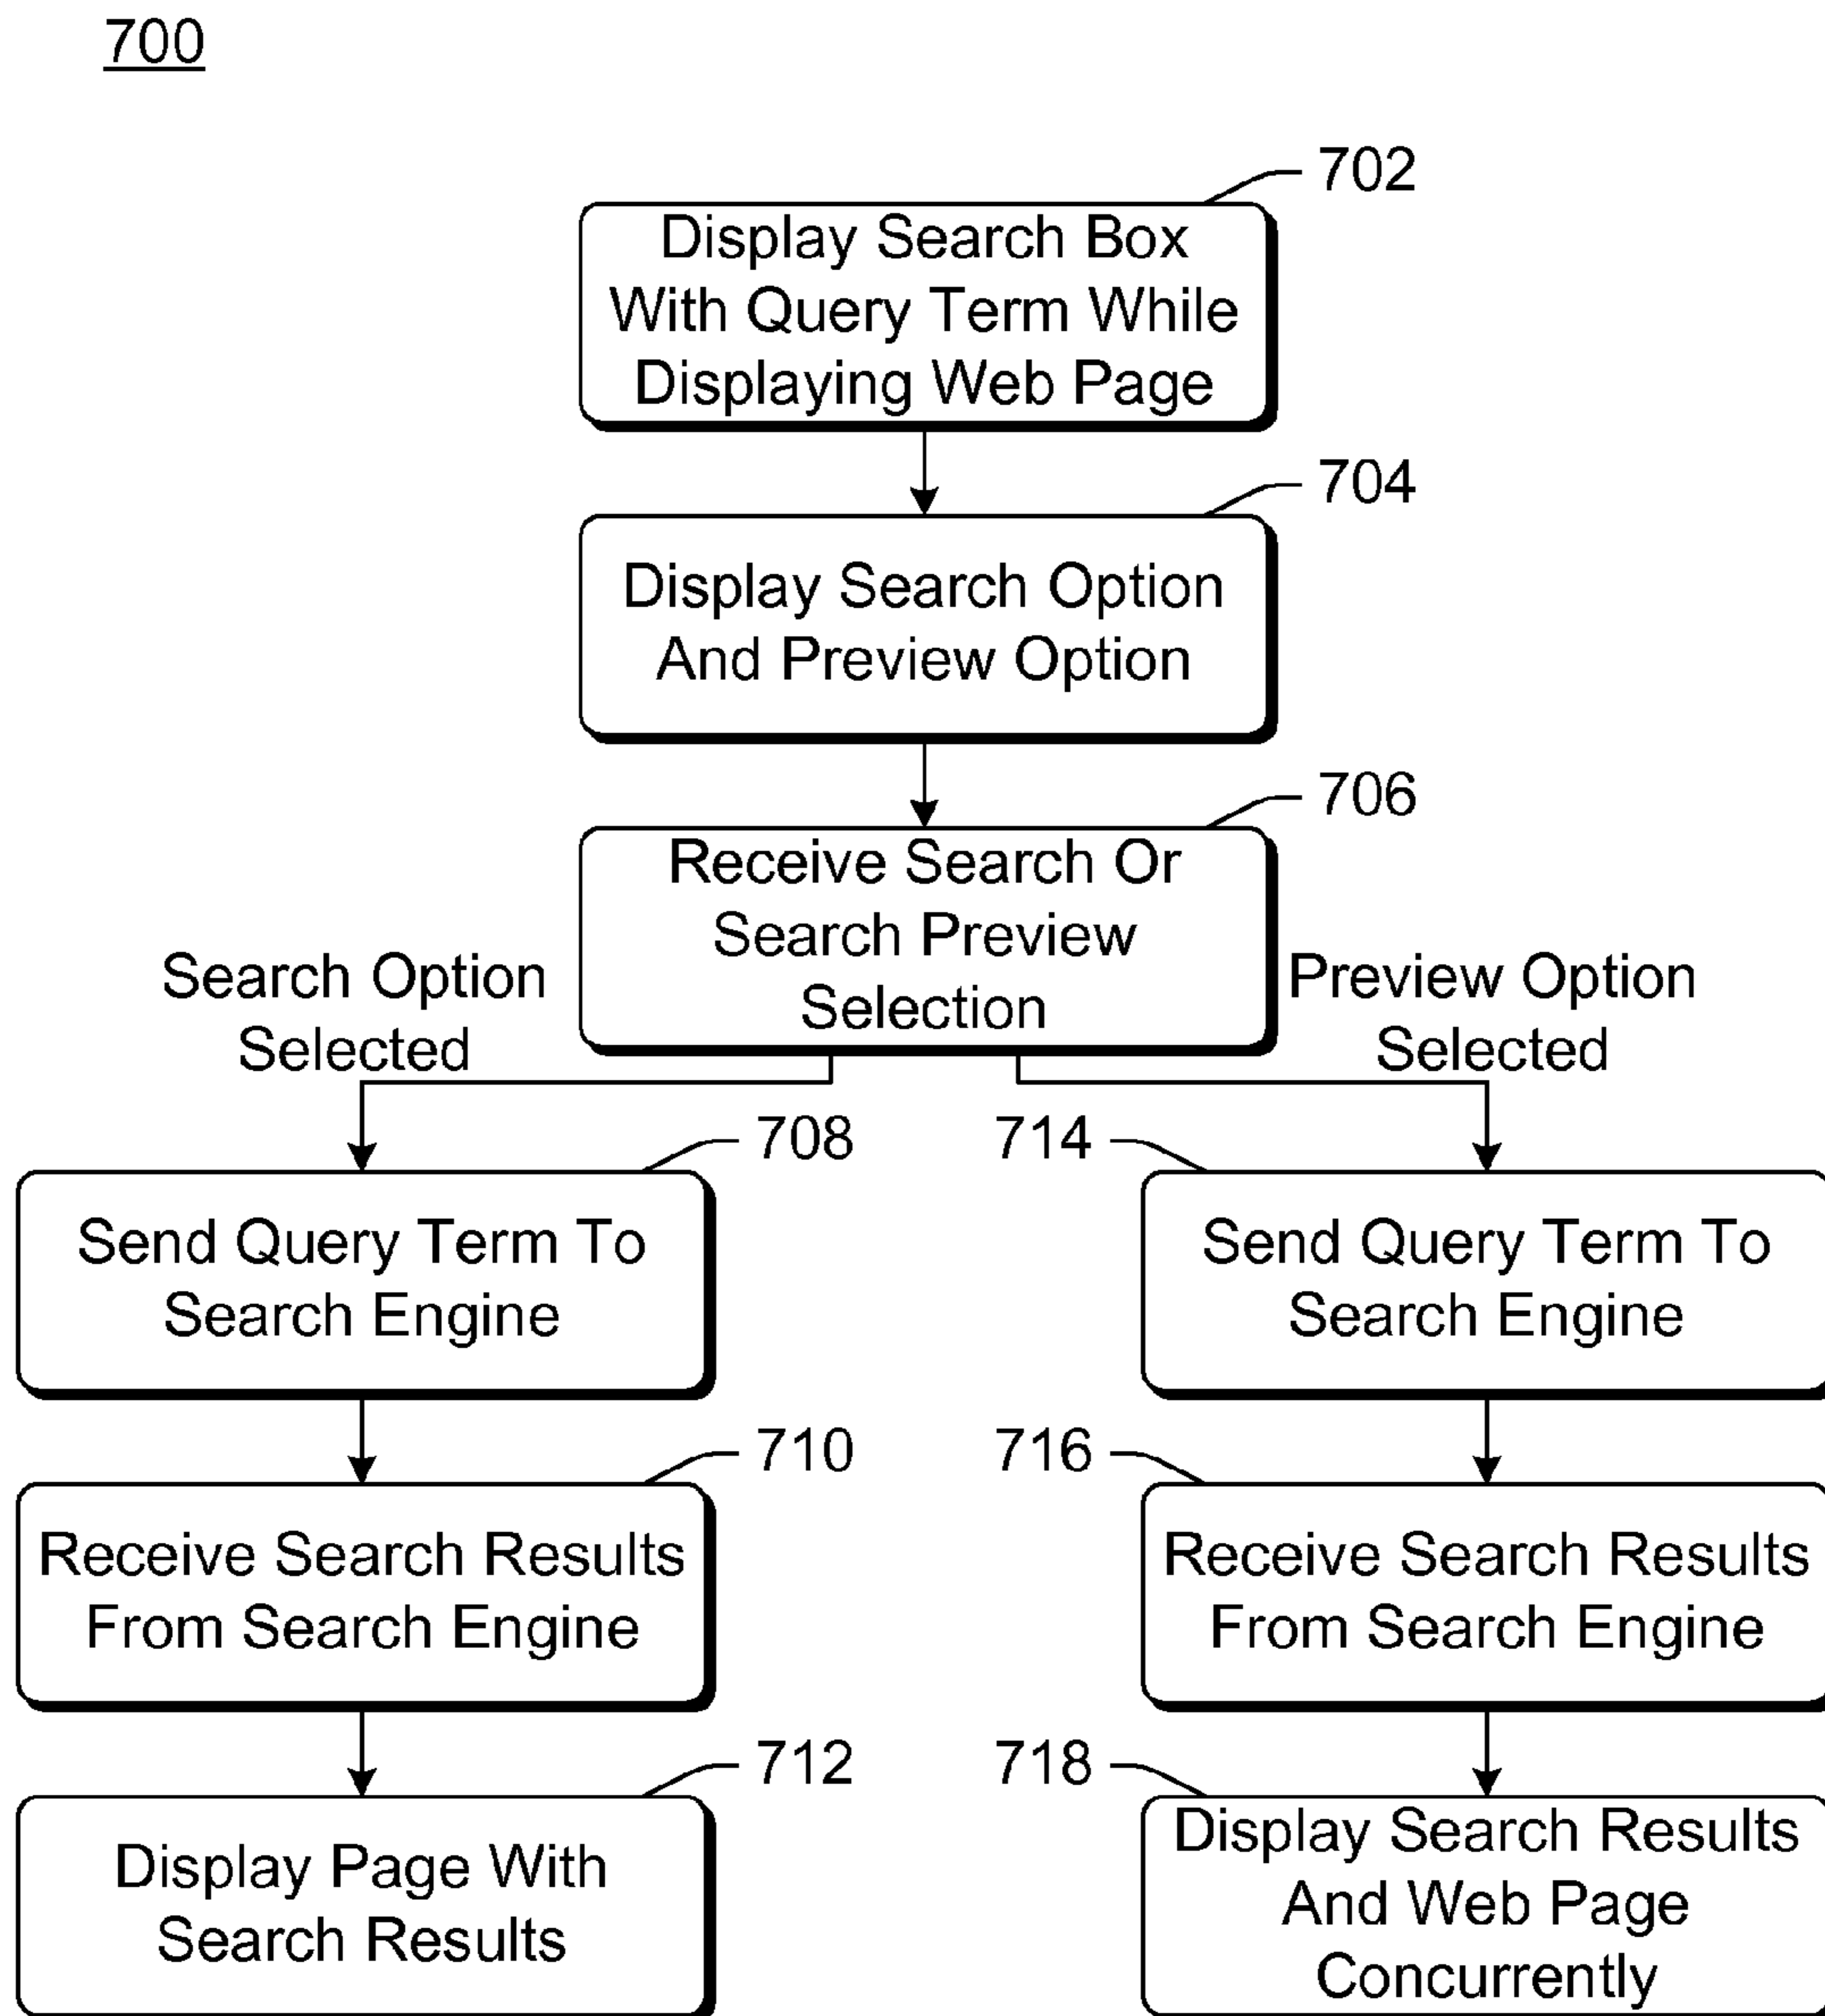 700
702
Display Search Box
With Query Term While
Displaying Web Page
704
Display Search Option
And Preview Option
706
Receive Search Or
Search Preview
Selection
Search Option
Selected
Preview Option
Selected
708
Send Query Term To
Search Engine
710
Receive Search Results
From Search Engine
712
Display Page With
Search Results
714
Send Query Term To
Search Engine
716
Receive Search Results
From Search Engine
718
Display Search Results
And Web Page
Concurrently